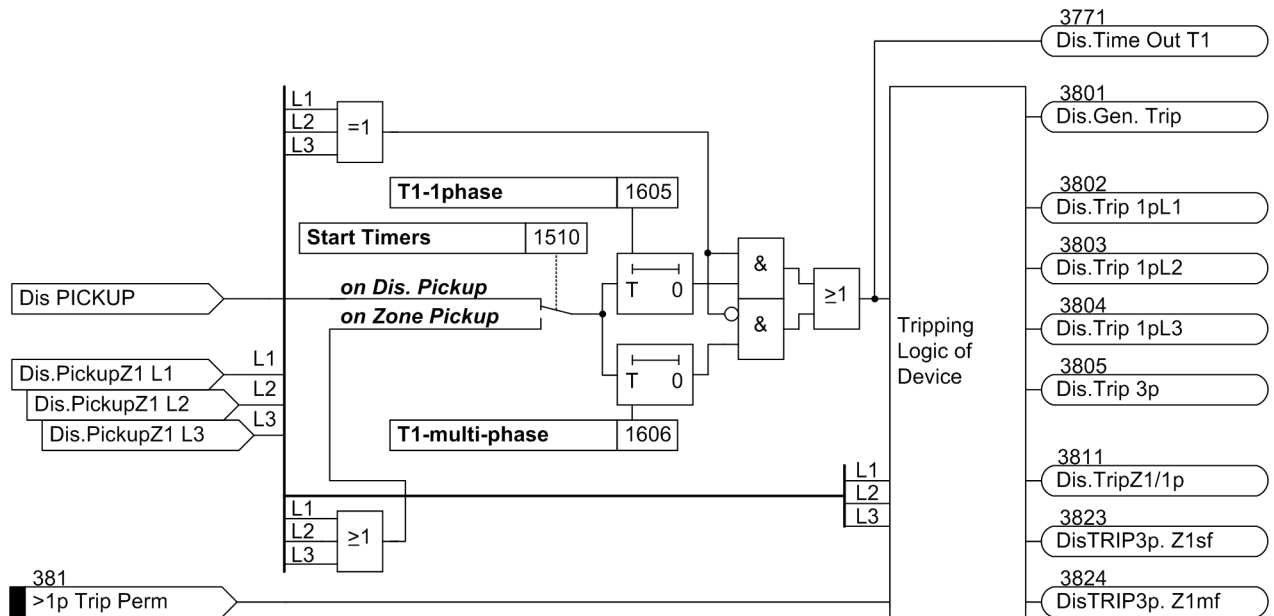 3771
Dis.Time Out T1
3801
Dis.Gen. Trip
L1
L2
L3
=1
T1-1phase 1605
3802
Dis.Trip 1pL1
Start Timers 1510
3803
Dis.Trip 1pL2
T 0
&
Dis PICKUP
on Dis. Pickup
on Zone Pickup
≥1
&
3804
Dis.Trip 1pL3
Tripping
Logic of
Device
Dis.PickupZ1 L1
L1
Dis.PickupZ1 L2
L2
Dis.PickupZ1 L3
L3
T 0
3805
Dis.Trip 3p
T1-multi-phase 1606
3811
Dis.TripZ1/1p
L1
L2
L3
L1
L2
L3
≥1
3823
DisTRIP3p. Z1sf
381
>1p Trip Perm
3824
DisTRIP3p. Z1mf